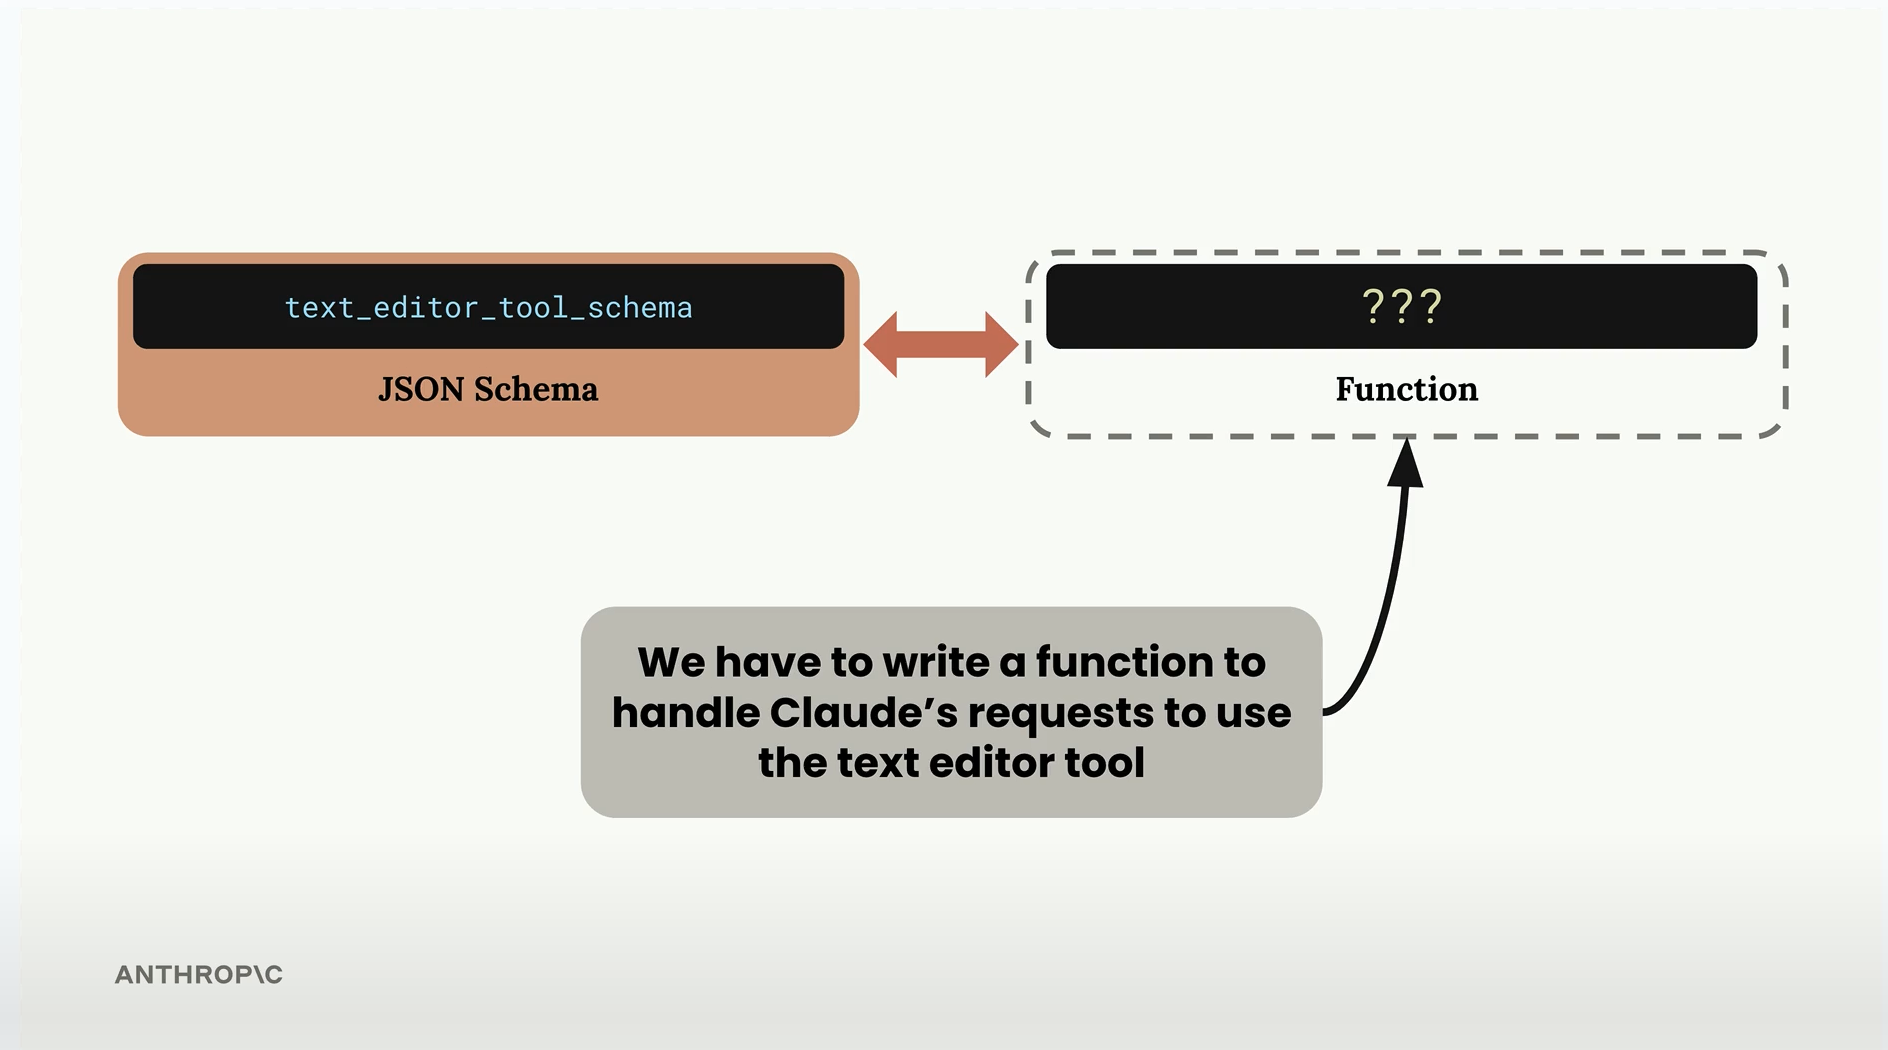 text_editor_tool_schema
JSON Schema
???
Function
We have to write a function to
handle Claude’s requests to use
the text editor tool
ANTHROP\C